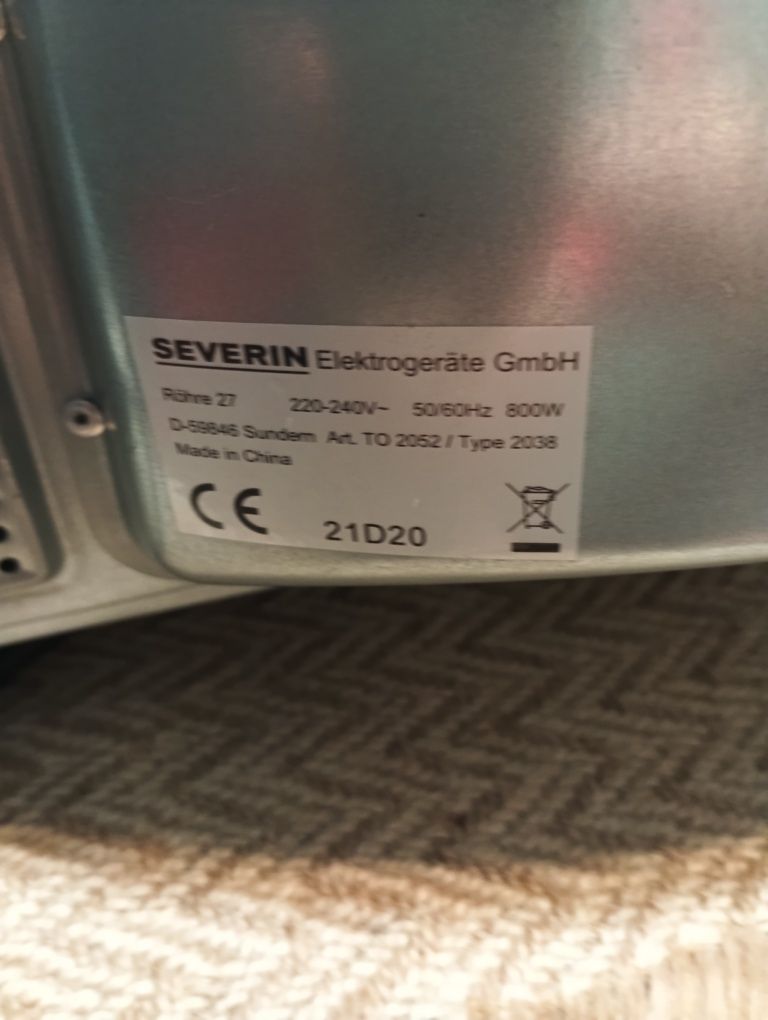 SEVERIN Elektrogeräte GmbH
Röhre 27 220-240V~ 50/60Hz 800W
D-59846 Sundern Art. TO 2052 / Type 2038
Made in China
CE
21D20